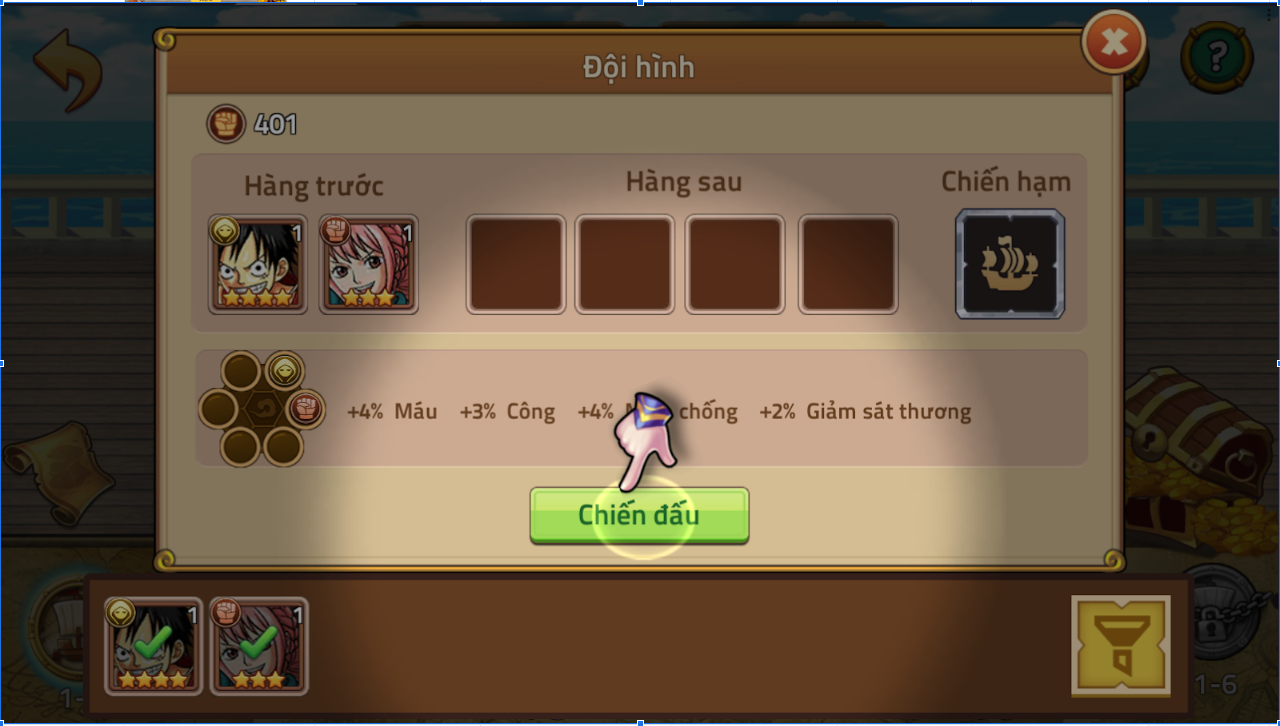 Đội hình
401
Hàng trước
Hàng sau
Chiến hạm
1
1
+4% Máu +3% Công +4% chống +2% Giảm sát thương
Chiến đấu
1
1
1-
1-6